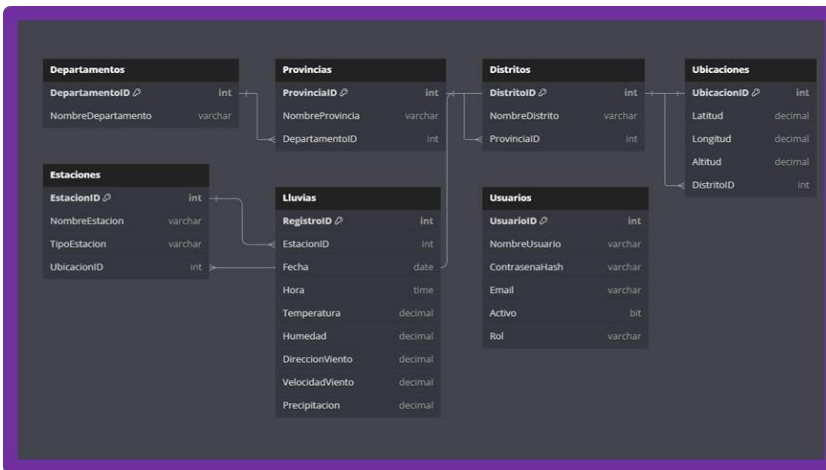 Departamentos
DepartamentoID int
NombreDepartamento varchar
Provincias
ProvinciaID int
NombreProvincia varchar
DepartamentoID int
Distritos
DistritoID int
NombreDistrito varchar
ProvinciaID int
Ubicaciones
UbicacionID int
Latitud decimal
Longitud decimal
Altitud decimal
DistritoID int
Estaciones
EstacionID int
NombreEstacion varchar
TipoEstacion varchar
UbicacionID int
Lluvias
RegistroID int
EstacionID int
Fecha date
Hora time
Temperatura decimal
Humedad decimal
DireccionViento decimal
VelocidadViento decimal
Precipitacion decimal
Usuarios
UsuarioID int
NombreUsuario varchar
ContrasenaHash varchar
Email varchar
Activo bit
Rol varchar